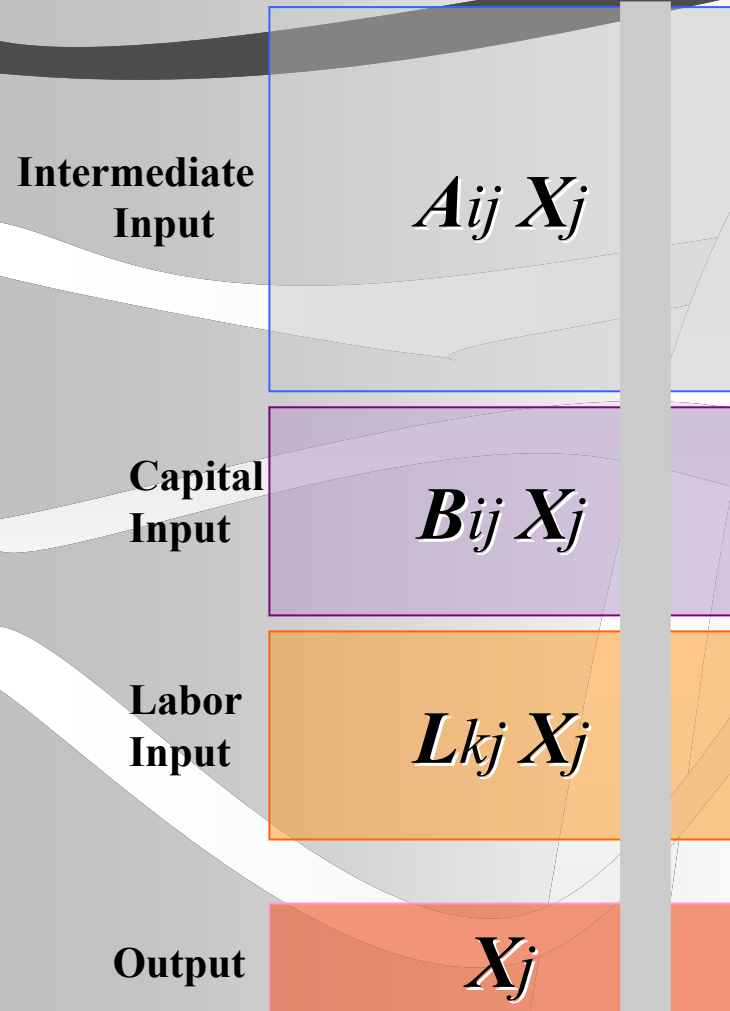 Intermediate
Input
Aij Xj
Capital
Input
Bij Xj
Labor
Input
Lkj Xj
Output
Xj